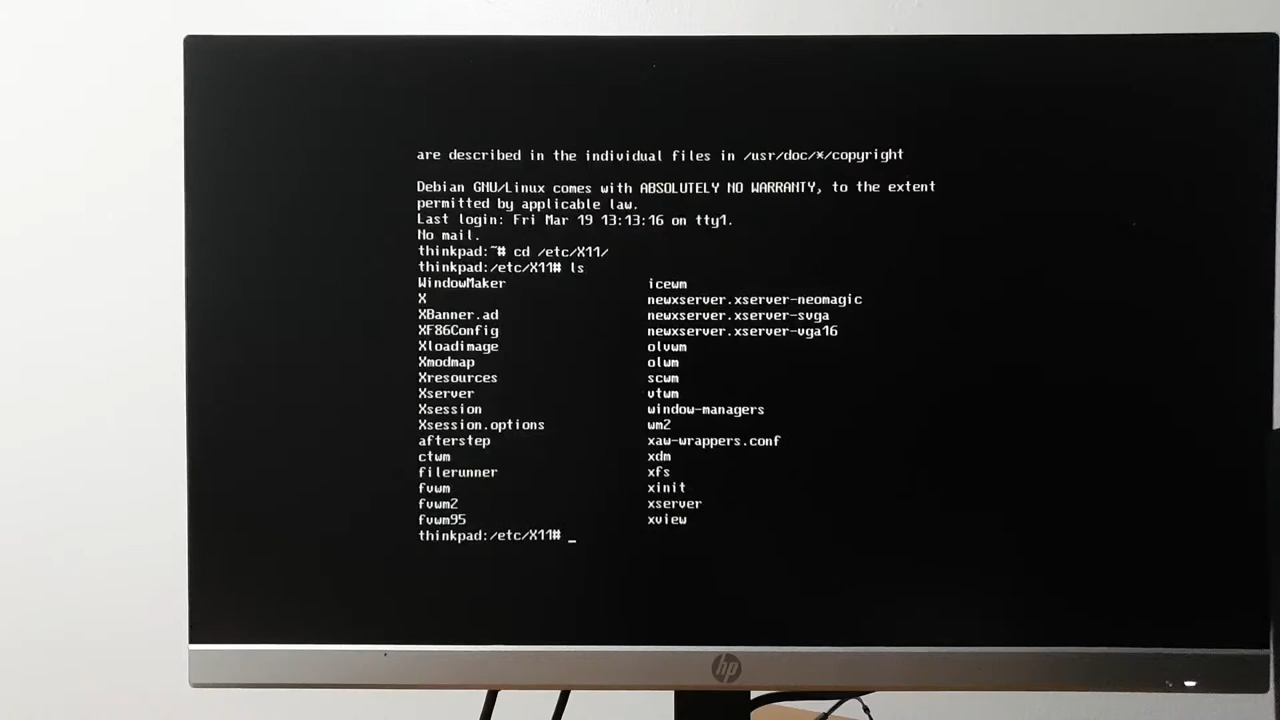 are described in the individual files in /usr/doc/*/copyright
Debian GNU/Linux comes with ABSOLUTELY NO WARRANTY, to the extent
permitted by applicable law.
Last login: Fri Mar 19 13:13:16 on tty1.
No mail.
thinkpad:~# cd /etc/X11/
thinkpad:/etc/X11# ls
WindowMaker icewm
X newxserver.xserver-neomagic
XBanner.ad newxserver.xserver-svga
XF86Config newxserver.xserver-vga16
Xloadimage olvwm
Xmodmap olwm
Xresources scwm
Xserver vtwm
Xsession window-managers
Xsession.options wm2
afterstep xaw-wrappers.conf
ctwm xdm
filerunner xfs
fvwm xinit
fvwm2 xserver
fvwm95 xview
thinkpad:/etc/X11# _
hp